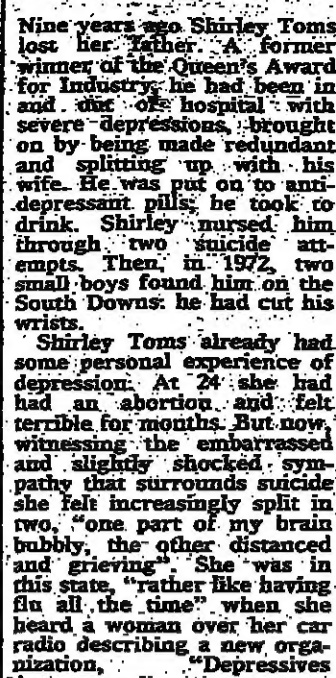 Nine years ago Shirley Toms
lost her father. A former
winner of the Queen's Award
for Industry, he had been in
and out of hospital with
severe depressions, brought
on by being made redundant
and splitting up with his
wife. He was put on to anti-
depressant pills; he took to
drink. Shirley nursed him
through two suicide att-
empts. Then, in 1972, two
small boys found him on the
South Downs: he had cut his
wrists.
Shirley Toms already had
some personal experience of
depression. At 24 she had
had an abortion and felt
terrible for months. But now,
witnessing the embarrassed
and slightly shocked sym-
pathy that surrounds suicide
she felt increasingly split in
two, "one part of my brain
bubbly, the other distanced
and grieving". She was in
this state, "rather like having
flu all the time" when she
heard a woman over her car
radio describing a new orga-
nization, "Depressives